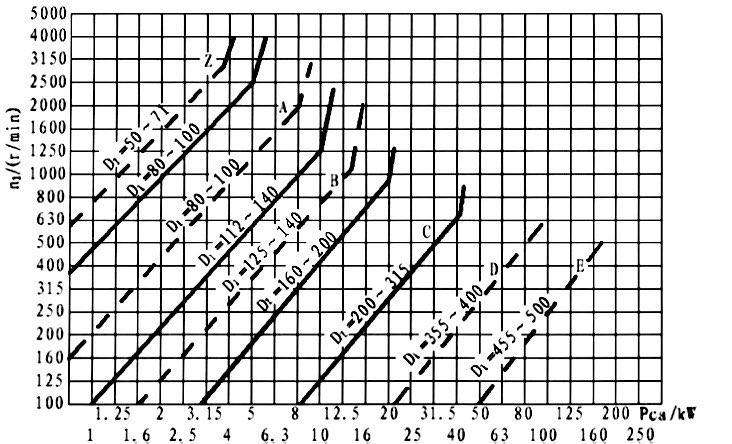 5000
4000
3150
2500
2000
1600
1250
1000
800
630
500
400
315
250
200
160
125
100
n₁/(r/min)
Z
A
B
C
D
E
D₁=50~71
D₁=80~100
D₁=80~100
D₁=112~140
D₁=125~140
D₁=160~200
D₁=200~315
D₁=355~400
D₁=455~500
1.25 2 3.15 5 8 12.5 20 31.5 50 80 125 200 Pca/kW
1 1.6 2.5 4 6.3 10 16 25 40 63 100 160 250